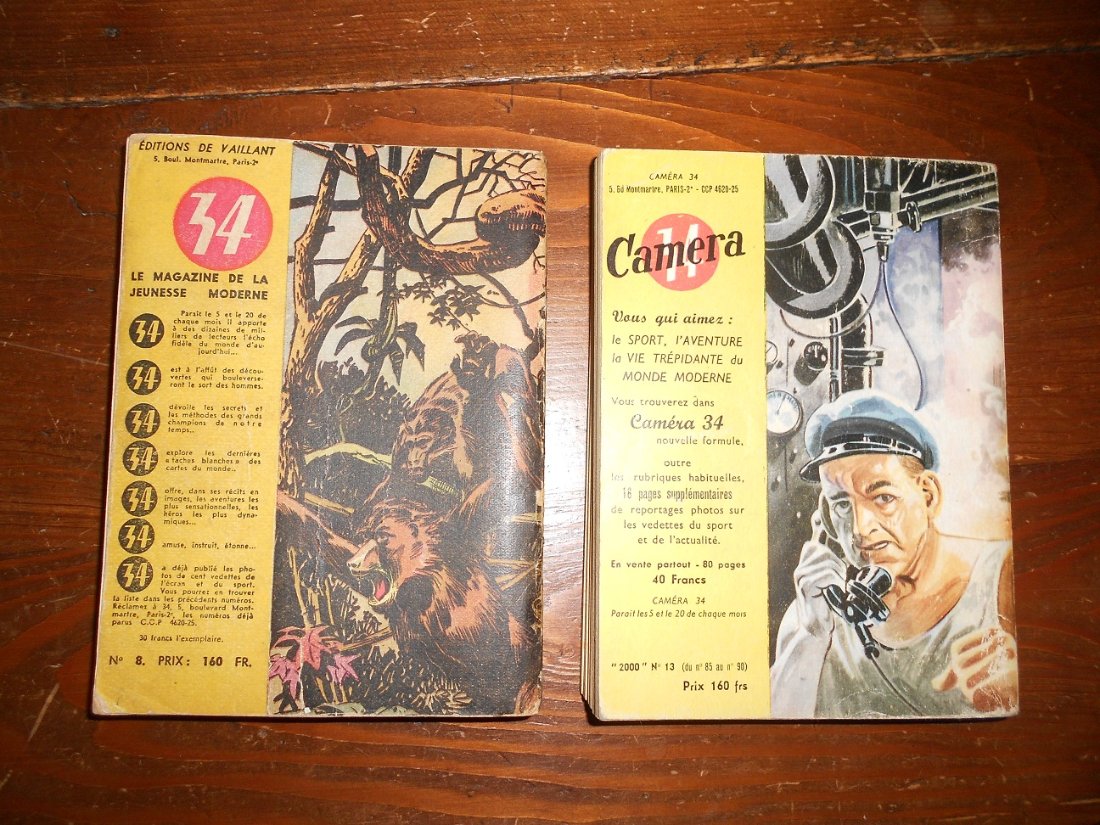 ÉDITIONS DE VAILLANT
5, Boul. Montmartre, Paris-2e
34
LE MAGAZINE DE LA
JEUNESSE MODERNE
34
Parait le 5 et le 20 de
chaque mois il apporte
à des dizaines de mil-
liers de lecteurs l'écho
fidèle du monde d'au-
jourd'hui...
34
est à l'affût des décou-
vertes qui bouleverse-
ront le sort des hommes.
34
dévoile les secrets et
les méthodes des grands
champions de notre
temps...
34
explore les dernières
« taches blanches » des
cartes du monde...
34
offre, dans ses récits en
images, les aventures les
plus sensationnelles, les
héros les plus dyna-
miques...
34
amuse, instruit, étonne...
34
a déjà publié les pho-
tos de cent vedettes de
l'écran et du sport.
Vous pourrez en trouver
la liste dans les précédents numéros.
Réclamez à 34, 5, boulevard Mont-
martre, Paris-2e, les numéros déjà
parus C.C.P 4620-25.
30 francs l'exemplaire.
No 8. PRIX : 160 FR.
CAMÉRA 34
5, Bd Montmartre, PARIS-2e - CCP 4620-25
34
Camera
Vous qui aimez :
le SPORT, l'AVENTURE
la VIE TRÉPIDANTE du
MONDE MODERNE
Vous trouverez dans
Caméra 34
nouvelle formule,
outre
les rubriques habituelles,
16 pages supplémentaires
de reportages photos sur
les vedettes du sport
et de l'actualité.
En vente partout - 80 pages
40 Francs
CAMÉRA 34
Parait les 5 et le 20 de chaque mois
"2000" No 13 (du no 85 au no 90)
Prix 160 frs